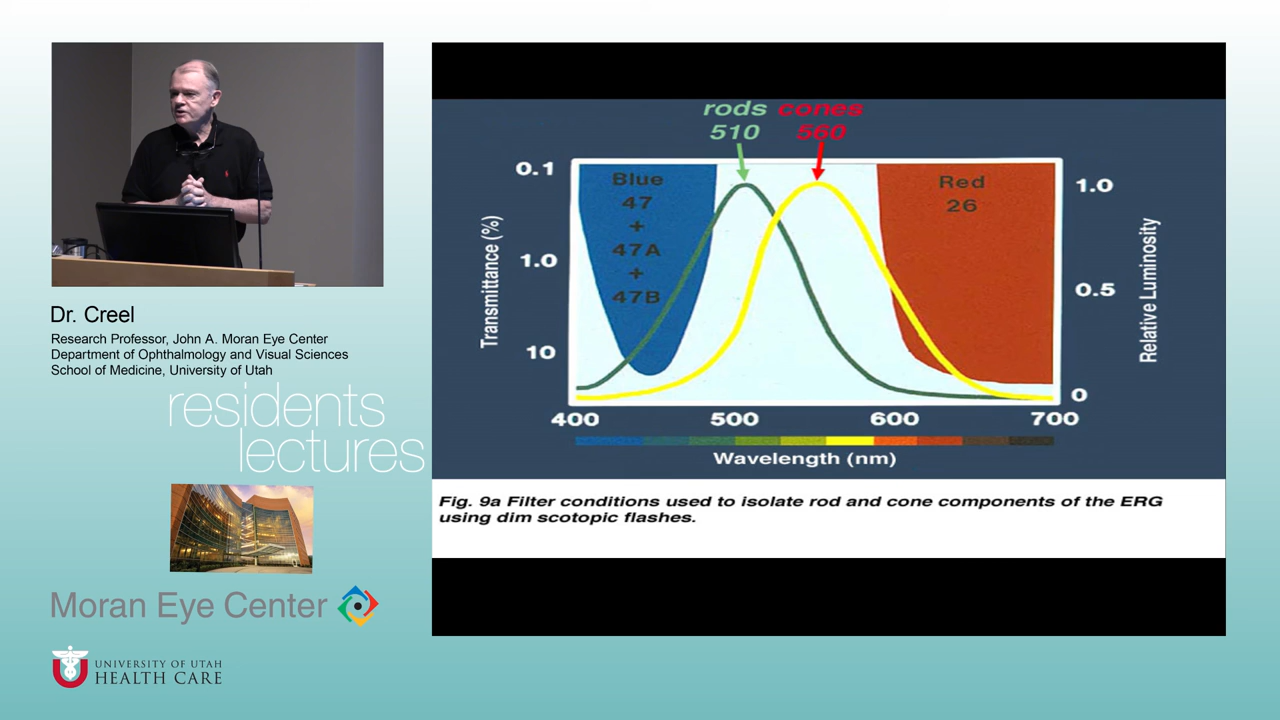 Dr. Creel
Research Professor, John A. Moran Eye Center
Department of Ophthalmology and Visual Sciences
School of Medicine, University of Utah
residents
lectures
Moran Eye Center
UNIVERSITY OF UTAH
HEALTH CARE
rods cones
510 560
0.1
1.0
10
Transmittance (%)
Blue
47
+
47A
+
47B
Red
26
1.0
0.5
0
Relative Luminosity
400 500 600 700
Wavelength (nm)
Fig. 9a Filter conditions used to isolate rod and cone components of the ERG
using dim scotopic flashes.